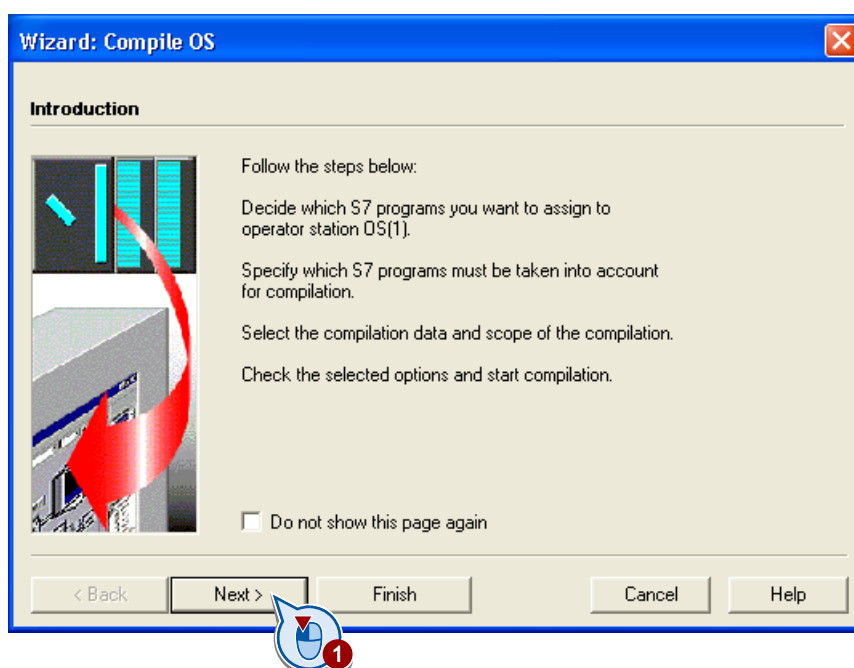 Wizard: Compile OS
Introduction
Follow the steps below:
Decide which S7 programs you want to assign to
operator station OS(1).
Specify which S7 programs must be taken into account
for compilation.
Select the compilation data and scope of the compilation.
Check the selected options and start compilation.
Do not show this page again
< Back
Next >
Finish
Cancel
Help
1